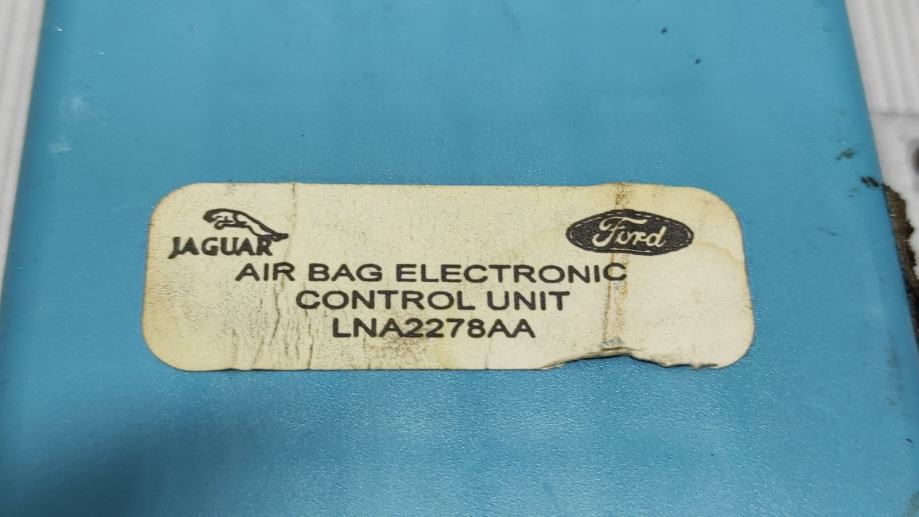 JAGUAR
Ford
AIR BAG ELECTRONIC
CONTROL UNIT
LNA2278AA